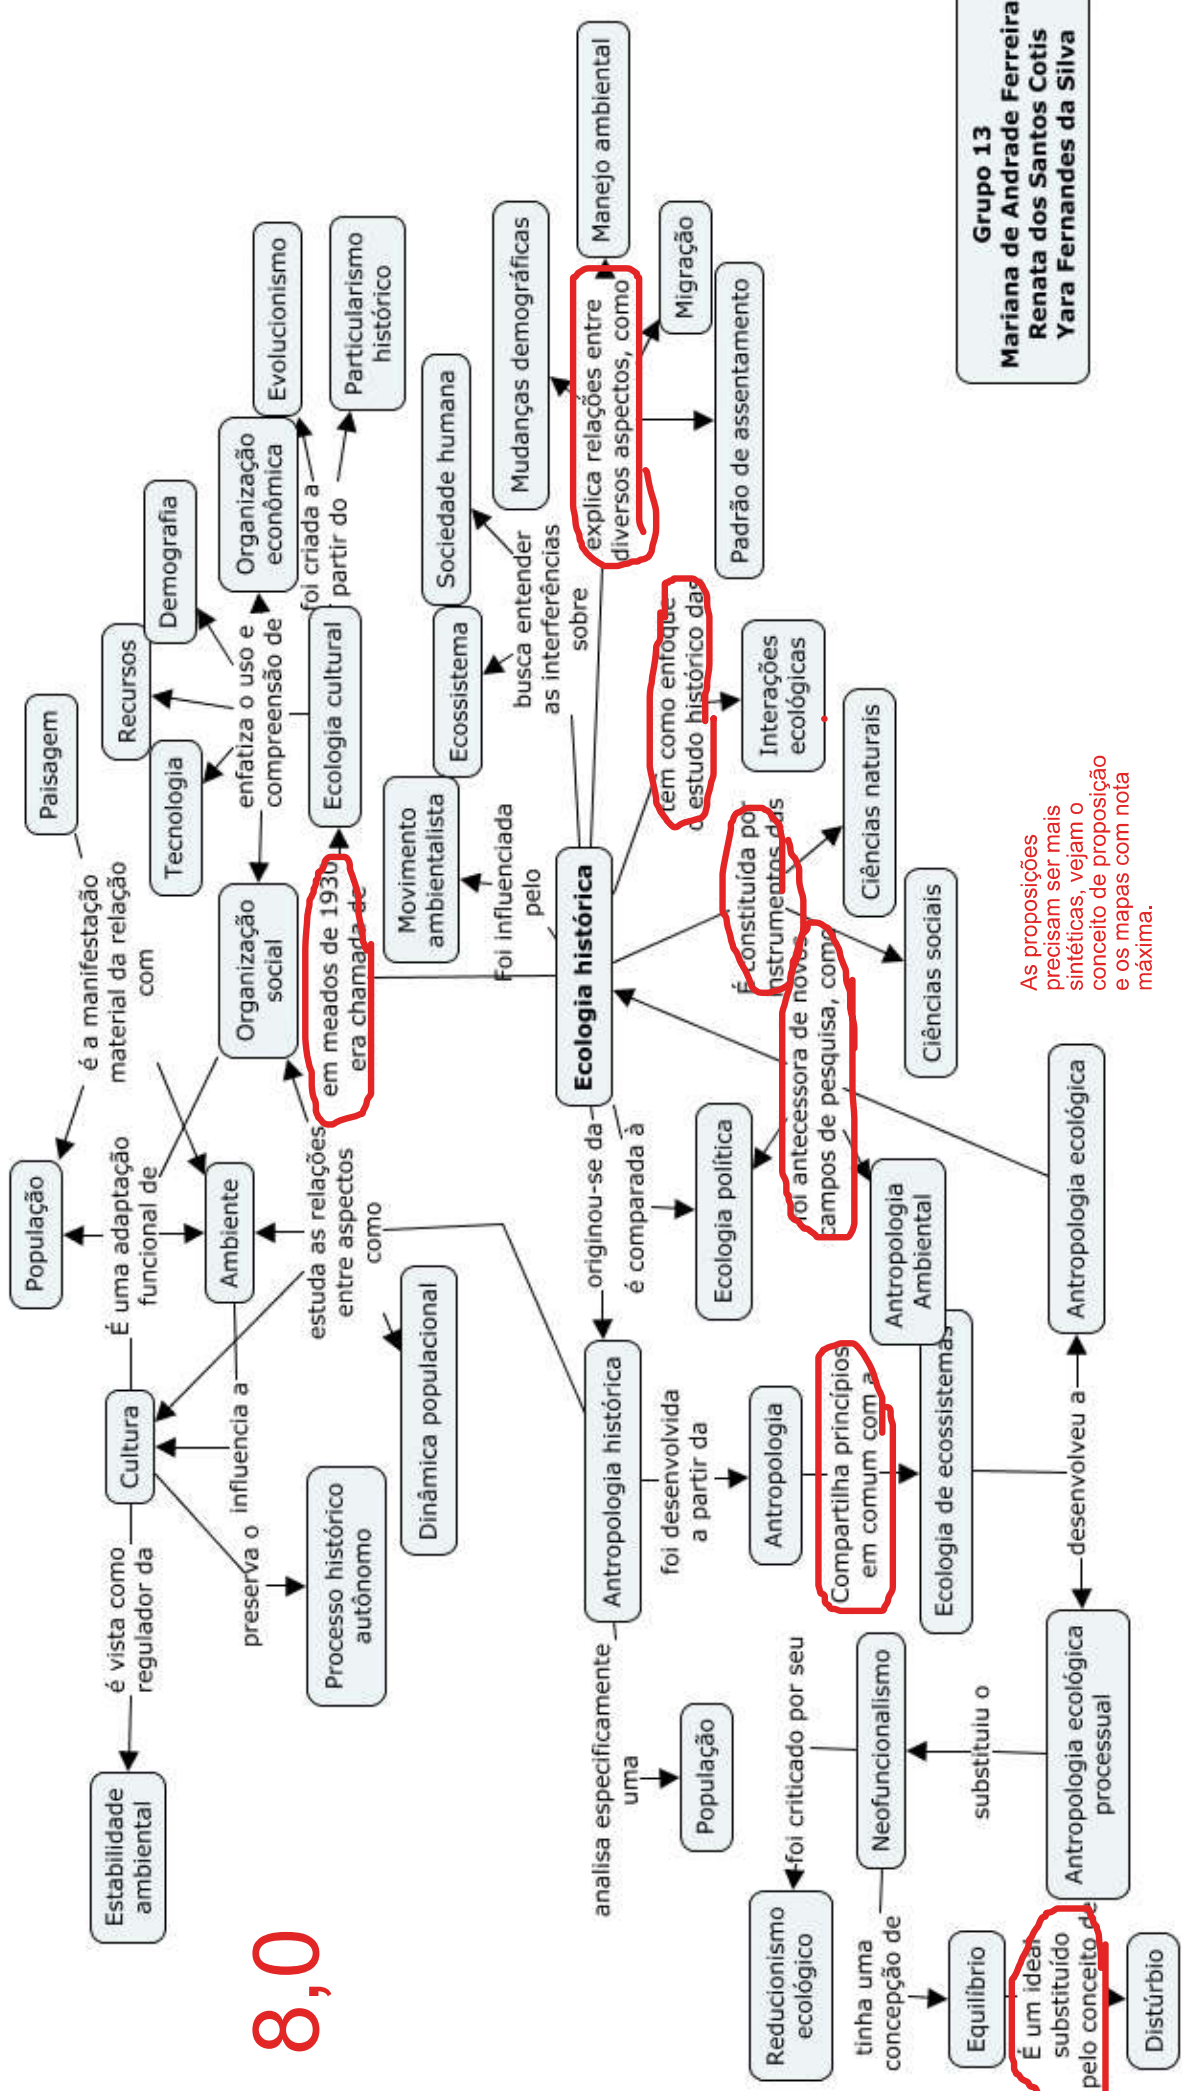 Estabilidade
ambiental
é vista como
regulador da
Cultura
É uma adaptação
funcional de
População
Ambiente
é a manifestação
material da relação
com
Paisagem
Tecnologia
Recursos
Demografia
enfatiza o uso e
compreensão de
Organização
social
Organização
econômica
Evolucionismo
Particularismo
histórico
foi criada a
partir do
Ecologia cultural
em meados de 1930
era chamada de
influencia a
preserva o
Processo histórico
autônomo
estuda as relações
entre aspectos
como
Dinâmica populacional
8,0
Movimento
ambientalista
Foi influenciada
pelo
Ecossistema
Sociedade humana
busca entender
as interferências
sobre
Mudanças demográficas
Manejo ambiental
Migração
Padrão de assentamento
explica relações entre
diversos aspectos, como
Ecologia histórica
originou-se da
é comparada à
Antropologia histórica
analisa especificamente
uma
População
foi desenvolvida
a partir da
Antropologia
Compartilha princípios
em comum com a
Ecologia de ecossistemas
Ecologia política
foi antecessora de novos
campos de pesquisa, como
Antropologia
Ambiental
É constituída por
instrumentos das
Ciências naturais
Ciências sociais
tem como enfoque
o estudo histórico das
Interações
ecológicas
Reducionismo
ecológico
foi criticado por seu
Neofuncionalismo
tinha uma
concepção de
Equilíbrio
É um ideal
substituído
pelo conceito de
Distúrbio
substituiu o
Antropologia ecológica
processual
desenvolveu a
Antropologia ecológica
As proposições
precisam ser mais
sintéticas, vejam o
conceito de proposição
e os mapas com nota
máxima.
Grupo 13
Mariana de Andrade Ferreira
Renata dos Santos Cotis
Yara Fernandes da Silva